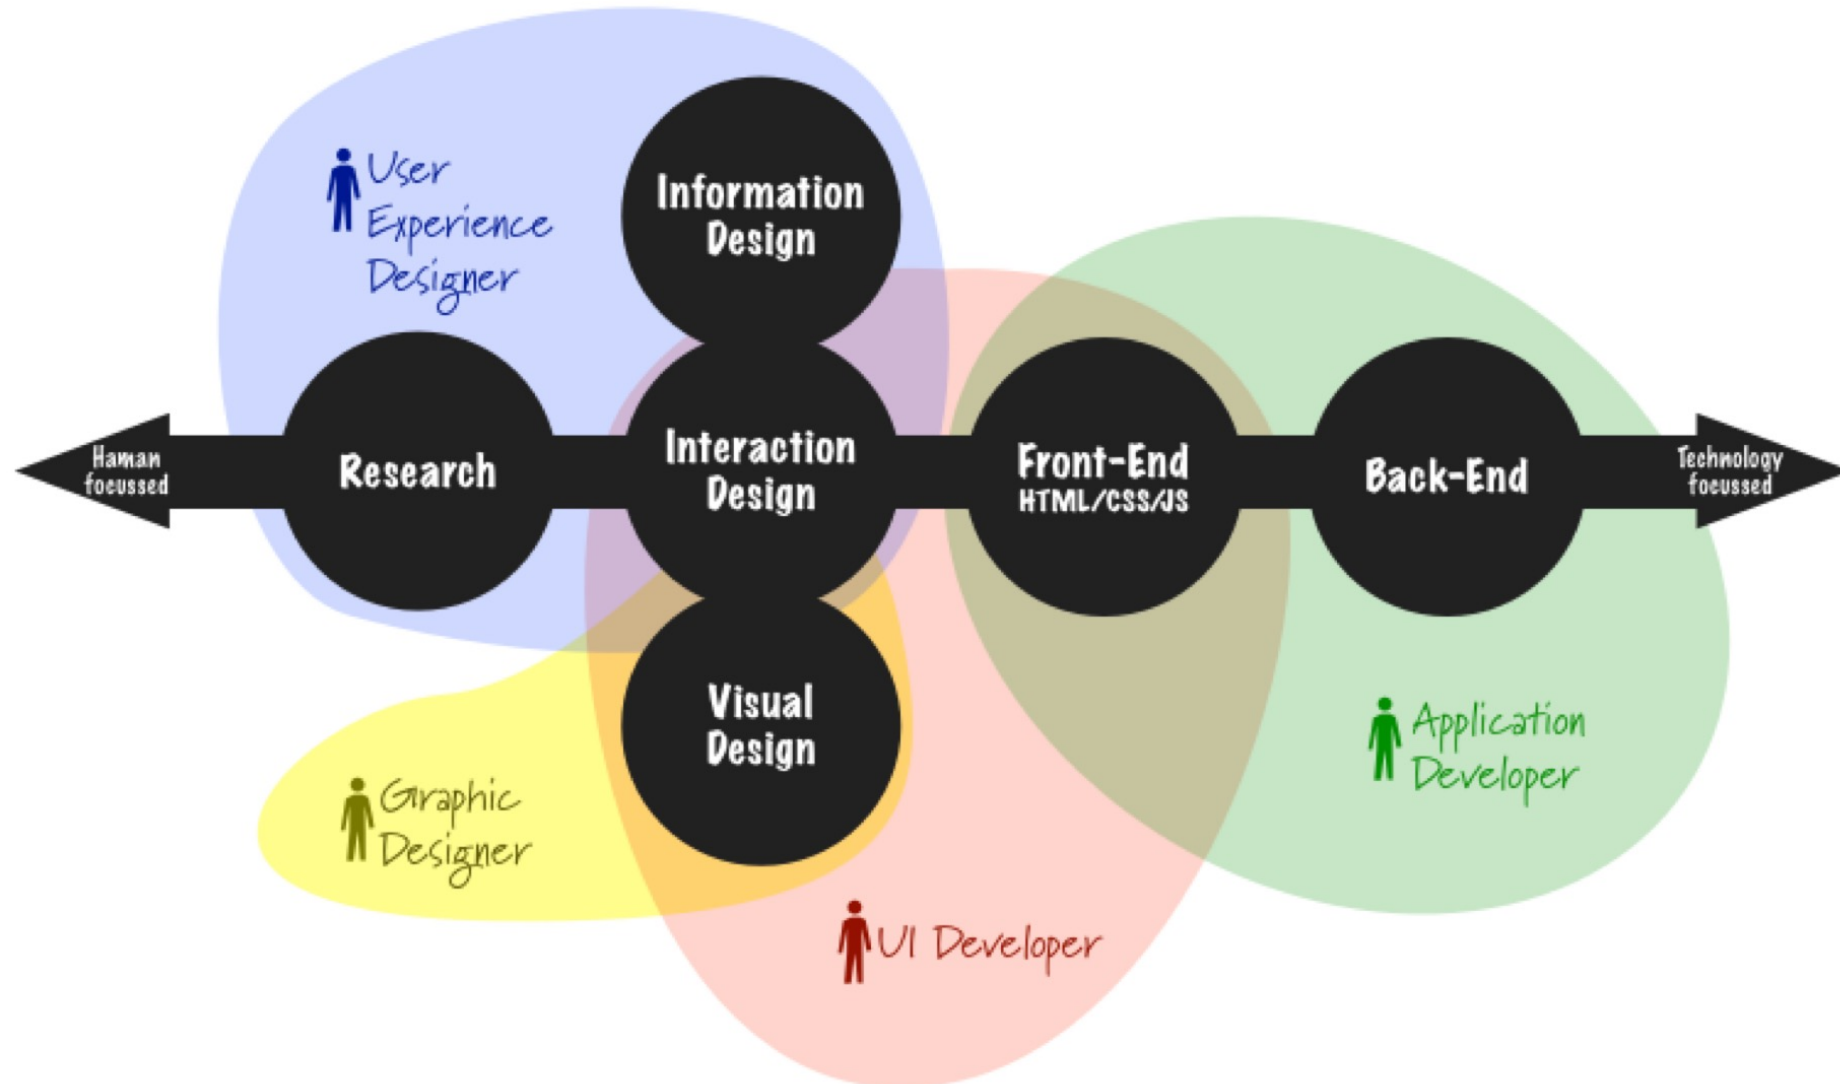 User
Experience
Designer
Information
Design
Haman
focussed
Research
Interaction
Design
Front-End
HTML/CSS/JS
Back-End
Technology
focussed
Visual
Design
Graphic
Designer
Application
Developer
UI Developer